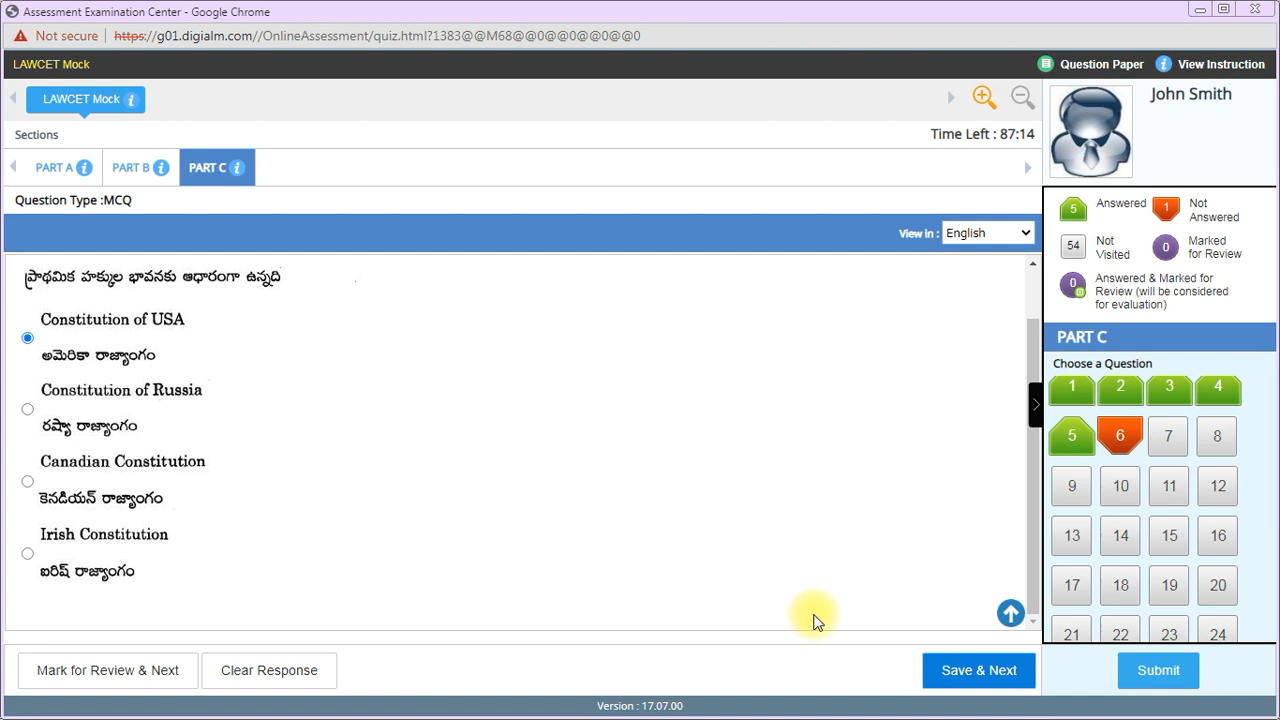 Assessment Examination Center - Google Chrome
Not secure https://g01.digialm.com//OnlineAssessment/quiz.html?1383@@M68@@0@@0@@0@@0
LAWCET Mock
Question Paper
View Instruction
LAWCET Mock i
John Smith
Sections
Time Left : 87:14
PART A i
PART B i
PART C i
Question Type :MCQ
View in : English
ప్రాథమిక హక్కుల భావనకు ఆధారంగా ఉన్నది
Constitution of USA
అమెరికా రాజ్యాంగం
Constitution of Russia
రష్యా రాజ్యాంగం
Canadian Constitution
కెనడియన్ రాజ్యాంగం
Irish Constitution
ఐరిష్ రాజ్యాంగం
5 Answered
1 Not Answered
54 Not Visited
0 Marked for Review
0 Answered & Marked for Review (will be considered for evaluation)
PART C
Choose a Question
1 2 3 4
5 6 7 8
9 10 11 12
13 14 15 16
17 18 19 20
21 22 23 24
Mark for Review & Next
Clear Response
Save & Next
Submit
Version : 17.07.00